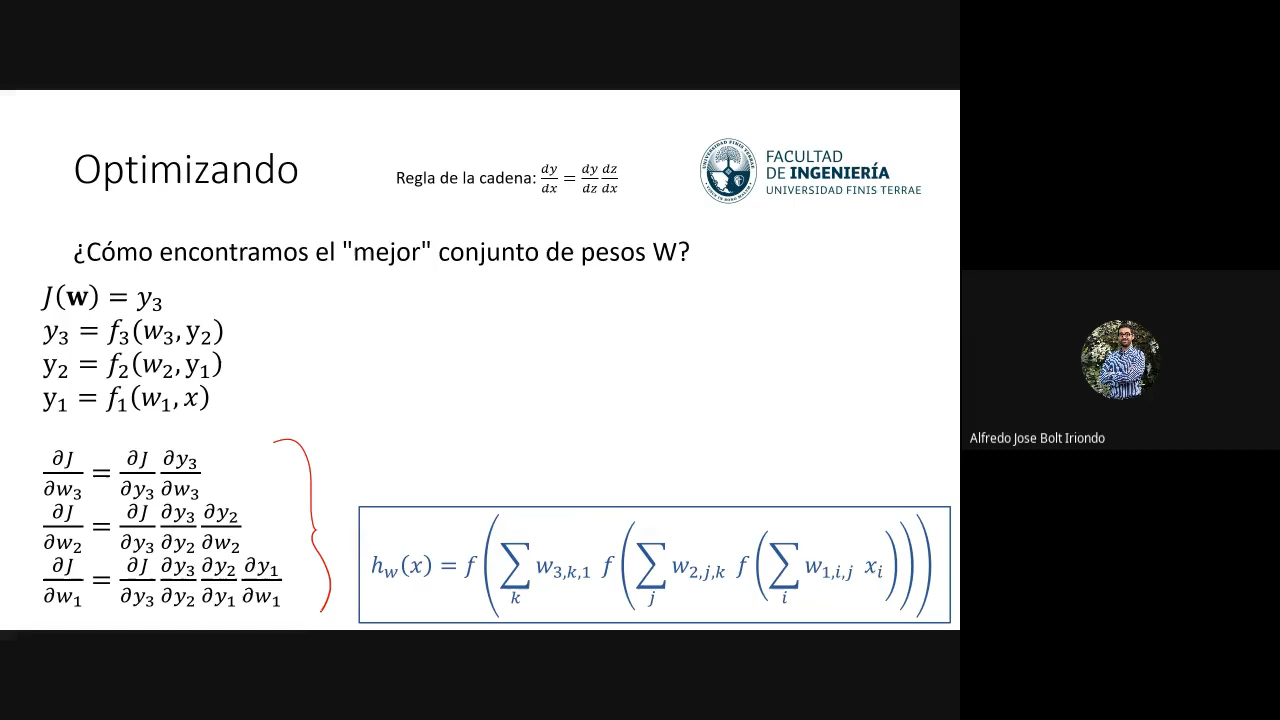 Optimizando
Regla de la cadena: dy/dx = dy/dz dz/dx
FACULTAD
DE INGENIERÍA
UNIVERSIDAD FINIS TERRAE
¿Cómo encontramos el "mejor" conjunto de pesos W?
J(w) = y₃
y₃ = f₃(w₃, y₂)
y₂ = f₂(w₂, y₁)
y₁ = f₁(w₁, x)
∂J/∂w₃ = ∂J/∂y₃ ∂y₃/∂w₃
∂J/∂w₂ = ∂J/∂y₃ ∂y₃/∂y₂ ∂y₂/∂w₂
∂J/∂w₁ = ∂J/∂y₃ ∂y₃/∂y₂ ∂y₂/∂y₁ ∂y₁/∂w₁
h_w(x) = f(∑_k w_{3,k,1} f(∑_j w_{2,j,k} f(∑_i w_{1,i,j} x_i)))
Alfredo Jose Bolt Iriondo